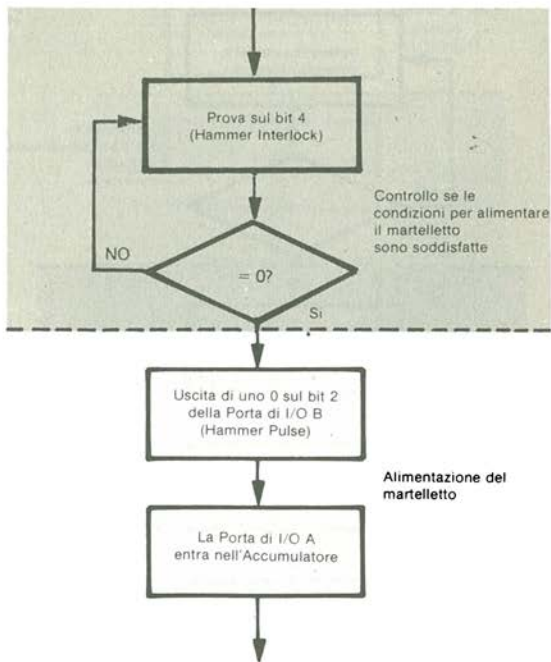 Prova sul bit 4
(Hammer Interlock)
Controllo se le
condizioni per alimentare
il martelletto
sono soddisfatte
NO
= 0?
Si
Uscita di uno 0 sul bit 2
della Porta di I/O B
(Hammer Pulse)
Alimentazione del
martelletto
La Porta di I/O A
entra nell'Accumulatore